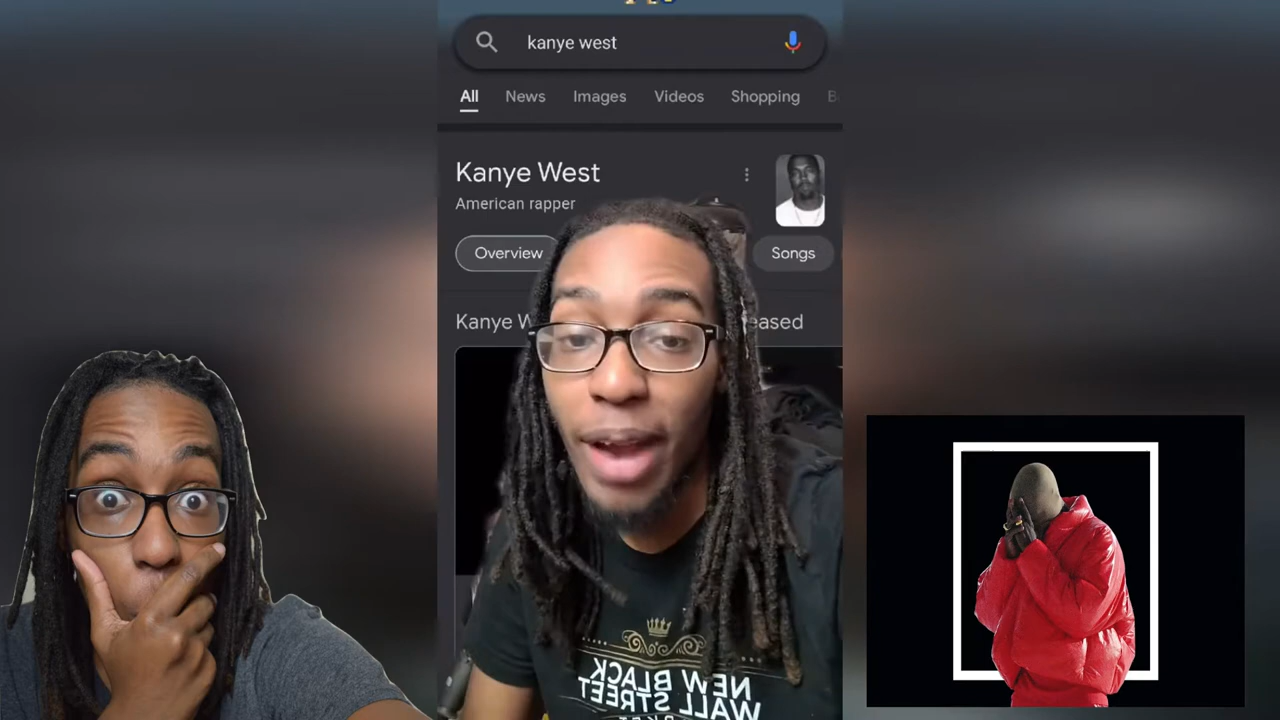 kanye west
All News Images Videos Shopping
Kanye West
American rapper
Overview Songs
Kanye W eased
NEW BLACK
WALL STREET